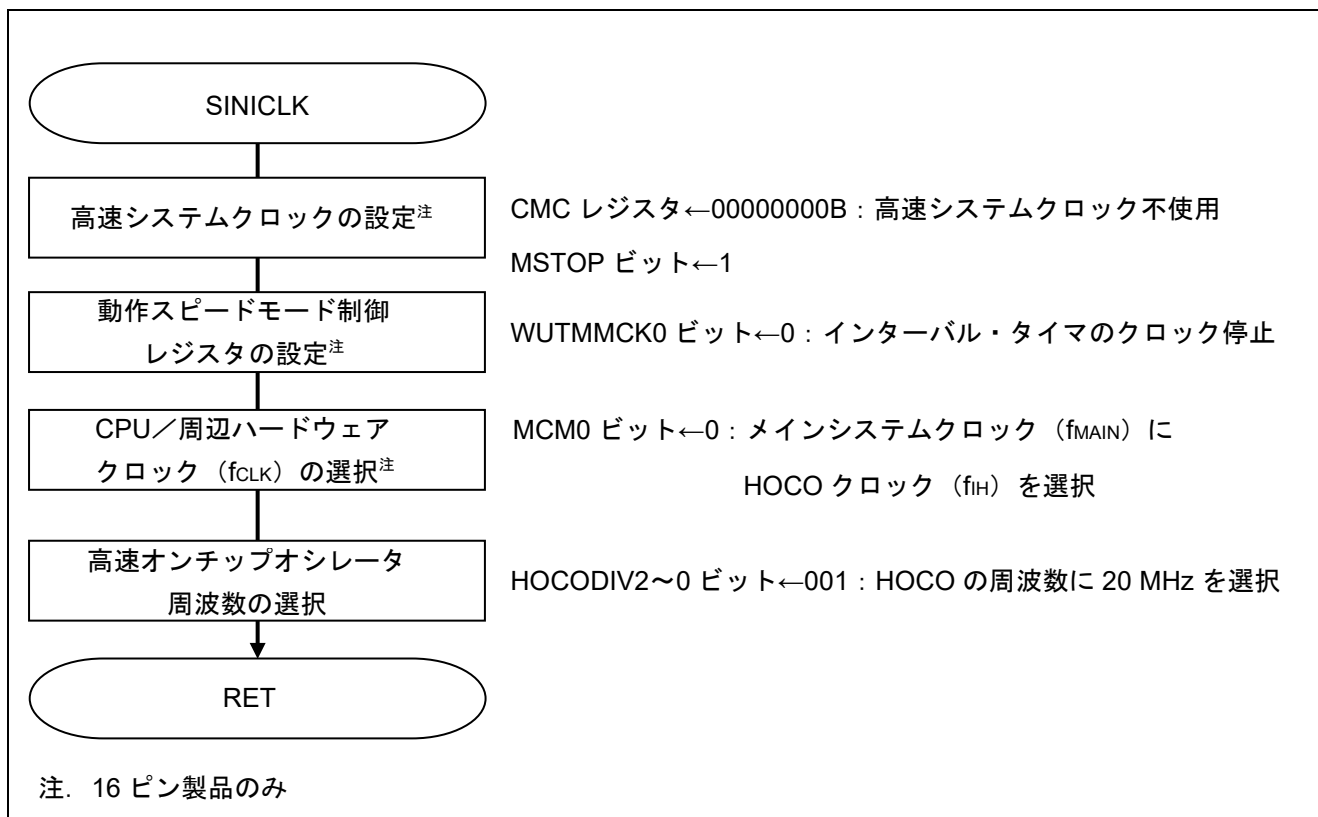 SINICLK
高速システムクロックの設定注
CMC レジスタ←00000000B：高速システムクロック不使用
MSTOP ビット←1
動作スピードモード制御
レジスタの設定注
WUTMMCK0 ビット←0：インターバル・タイマのクロック停止
CPU／周辺ハードウェア
クロック（fCLK）の選択注
MCM0 ビット←0：メインシステムクロック（fMAIN）に
HOCO クロック（fIH）を選択
高速オンチップオシレータ
周波数の選択
HOCODIV2～0 ビット←001：HOCO の周波数に 20 MHz を選択
RET
注．16 ピン製品のみ